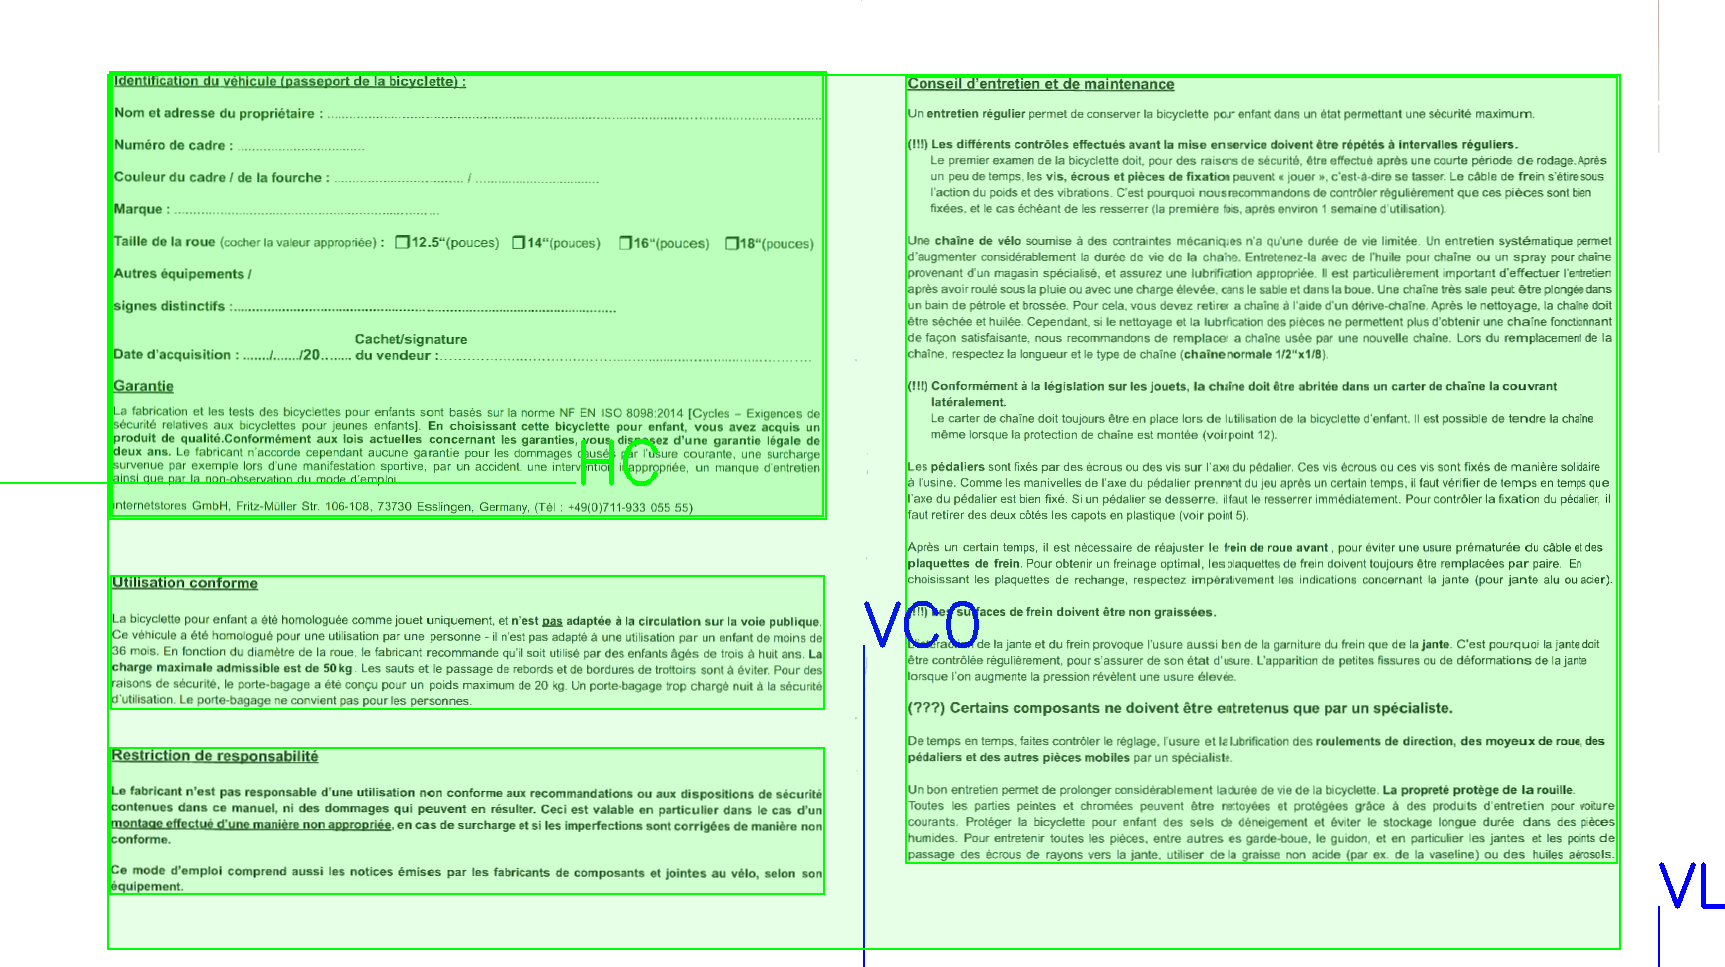 Identification du véhicule (passeport de la bicyclette) :
Nom et adresse du propriétaire : ........................................
Numéro de cadre : ........................
Couleur du cadre / de la fourche : ........................ / ........................
Marque : ........................................
Taille de la roue (cocher la valeur appropriée) : ❒12.5“(pouces) ❒14“(pouces) ❒16“(pouces) ❒18“(pouces)
Autres équipements /
signes distinctifs :........................................
Cachet/signature
Date d'acquisition : ......./......./20........ du vendeur :........................................
Garantie
La fabrication et les tests des bicyclettes pour enfants sont basés sur la norme NF EN ISO 8098:2014 [Cycles – Exigences de
sécurité relatives aux bicyclettes pour jeunes enfants]. En choisissant cette bicyclette pour enfant, vous avez acquis un
produit de qualité.Conformément aux lois actuelles concernant les garanties, vous disposez d'une garantie légale de
deux ans. Le fabricant n'accorde cependant aucune garantie pour les dommages causés par l'usure courante, une surcharge
survenue par exemple lors d'une manifestation sportive, par un accident, une intervention inappropriée, un manque d'entretien
ainsi que par la non-observation du mode d'emploi
internetstores GmbH, Fritz-Müller Str. 106-108, 73730 Esslingen, Germany, (Tél : +49(0)711-933 055 55)
HC
Utilisation conforme
La bicyclette pour enfant a été homologuée comme jouet uniquement, et n'est pas adaptée à la circulation sur la voie publique.
Ce véhicule a été homologué pour une utilisation par une personne - il n'est pas adapté à une utilisation par un enfant de moins de
36 mois. En fonction du diamètre de la roue, le fabricant recommande qu'il soit utilisé par des enfants âgés de trois à huit ans. La
charge maximale admissible est de 50 kg. Les sauts et le passage de rebords et de bordures de trottoirs sont à éviter. Pour des
raisons de sécurité, le porte-bagage a été conçu pour un poids maximum de 20 kg. Un porte-bagage trop chargé nuit à la sécurité
d'utilisation. Le porte-bagage ne convient pas pour les personnes.
Restriction de responsabilité
Le fabricant n'est pas responsable d'une utilisation non conforme aux recommandations ou aux dispositions de sécurité
contenues dans ce manuel, ni des dommages qui peuvent en résulter. Ceci est valable en particulier dans le cas d'un
montage effectué d'une manière non appropriée, en cas de surcharge et si les imperfections sont corrigées de manière non
conforme.
Ce mode d'emploi comprend aussi les notices émises par les fabricants de composants et jointes au vélo, selon son
équipement.
Conseil d'entretien et de maintenance
Un entretien régulier permet de conserver la bicyclette pour enfant dans un état permettant une sécurité maximum.
(!!!) Les différents contrôles effectués avant la mise en service doivent être répétés à intervalles réguliers.
Le premier examen de la bicyclette doit, pour des raisons de sécurité, être effectué après une courte période de rodage. Après
un peu de temps, les vis, écrous et pièces de fixation peuvent « jouer », c'est-à-dire se tasser. Le câble de frein s'étire sous
l'action du poids et des vibrations. C'est pourquoi nous recommandons de contrôler régulièrement que ces pièces sont bien
fixées, et le cas échéant de les resserrer (la première fois, après environ 1 semaine d'utilisation).
Une chaîne de vélo soumise à des contraintes mécaniques n'a qu'une durée de vie limitée. Un entretien systématique permet
d'augmenter considérablement la durée de vie de la chaîne. Entretenez-la avec de l'huile pour chaîne ou un spray pour chaîne
provenant d'un magasin spécialisé, et assurez une lubrification appropriée. Il est particulièrement important d'effectuer l'entretien
après avoir roulé sous la pluie ou avec une charge élevée, dans le sable et dans la boue. Une chaîne très sale peut être plongée dans
un bain de pétrole et brossée. Pour cela, vous devez retirer a chaîne à l'aide d'un dérive-chaîne. Après le nettoyage, la chaîne doit
être séchée et huilée. Cependant, si le nettoyage et la lubrification des pièces ne permettent plus d'obtenir une chaîne fonctionnant
de façon satisfaisante, nous recommandons de remplacer a chaîne usée par une nouvelle chaîne. Lors du remplacement de la
chaîne, respectez la longueur et le type de chaîne (chaîne normale 1/2“x1/8).
(!!!) Conformément à la législation sur les jouets, la chaîne doit être abritée dans un carter de chaîne la couvrant
latéralement.
Le carter de chaîne doit toujours être en place lors de lutilisation de la bicyclette d'enfant. Il est possible de tendre la chaîne
même lorsque la protection de chaîne est montée (voir point 12).
Les pédaliers sont fixés par des écrous ou des vis sur l'axe du pédalier. Ces vis écrous ou ces vis sont fixés de manière solidaire
à l'usine. Comme les manivelles de l'axe du pédalier prennent du jeu après un certain temps, il faut vérifier de temps en temps que
l'axe du pédalier est bien fixé. Si un pédalier se desserre, il faut le resserrer immédiatement. Pour contrôler la fixation du pédalier, il
faut retirer des deux côtés les capots en plastique (voir point 5).
Après un certain temps, il est nécessaire de réajuster le frein de roue avant , pour éviter une usure prématurée du câble et des
plaquettes de frein. Pour obtenir un freinage optimal, les plaquettes de frein doivent toujours être remplacées par paire. En
choisissant les plaquettes de rechange, respectez impérativement les indications concernant la jante (pour jante alu ou acier).
(!!!) Les surfaces de frein doivent être non graissées.
VC0
L'interaction de la jante et du frein provoque l'usure aussi ben de la garniture du frein que de la jante. C'est pourquoi la jante doit
être contrôlée régulièrement, pour s'assurer de son état d'usure. L'apparition de petites fissures ou de déformations de la jante
lorsque l'on augmente la pression révèlent une usure élevée.
(???) Certains composants ne doivent être entretenus que par un spécialiste.
De temps en temps, faites contrôler le réglage, l'usure et la lubrification des roulements de direction, des moyeux de roue, des
pédaliers et des autres pièces mobiles par un spécialiste.
Un bon entretien permet de prolonger considérablement la durée de vie de la bicyclette. La propreté protège de la rouille.
Toutes les parties peintes et chromées peuvent être nettoyées et protégées grâce à des produits d'entretien pour voiture
courants. Protéger la bicyclette pour enfant des sels de déneigement et éviter le stockage longue durée dans des pièces
humides. Pour entretenir toutes les pièces, entre autres es garde-boue, le guidon, et en particulier les jantes et les points de
passage des écrous de rayons vers la jante, utiliser de la graisse non acide (par ex. de la vaseline) ou des huiles aérosols.
VL